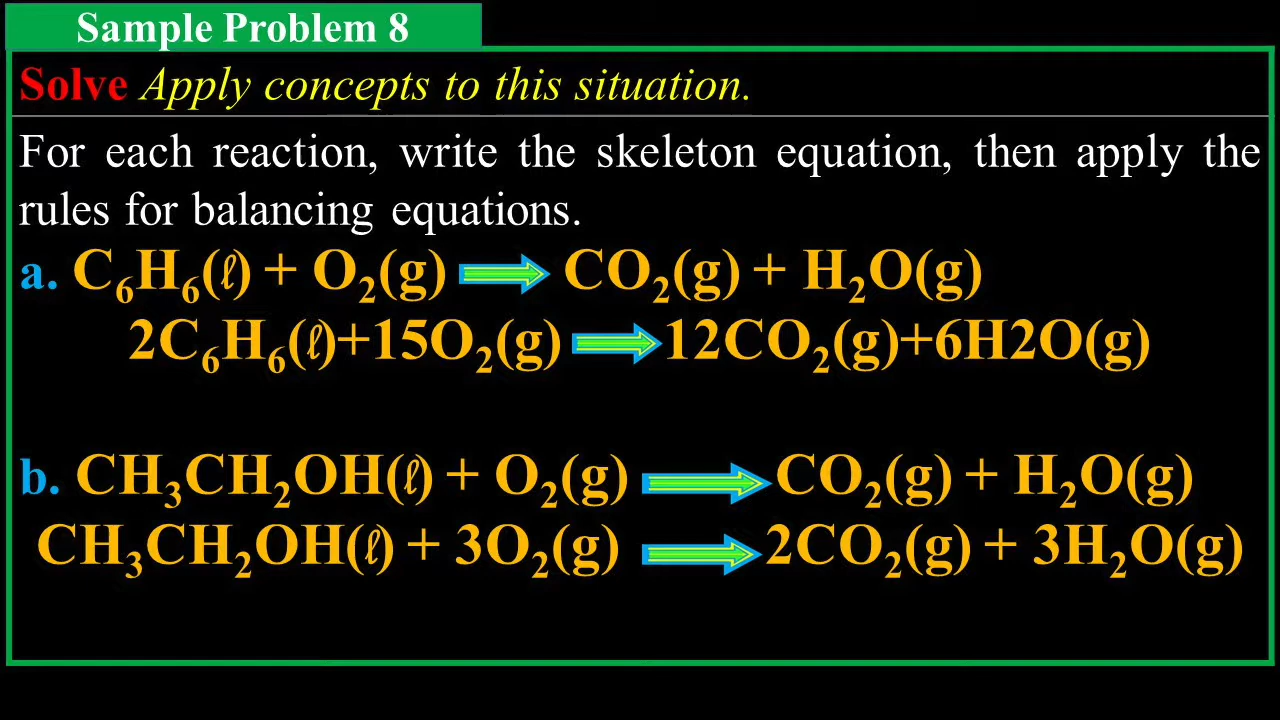 Sample Problem 8
Solve Apply concepts to this situation.
For each reaction, write the skeleton equation, then apply the
rules for balancing equations.
a. C₆H₆(ℓ) + O₂(g) ⟹ CO₂(g) + H₂O(g)
2C₆H₆(ℓ)+15O₂(g) ⟹ 12CO₂(g)+6H2O(g)
b. CH₃CH₂OH(ℓ) + O₂(g) ⟹ CO₂(g) + H₂O(g)
CH₃CH₂OH(ℓ) + 3O₂(g) ⟹ 2CO₂(g) + 3H₂O(g)